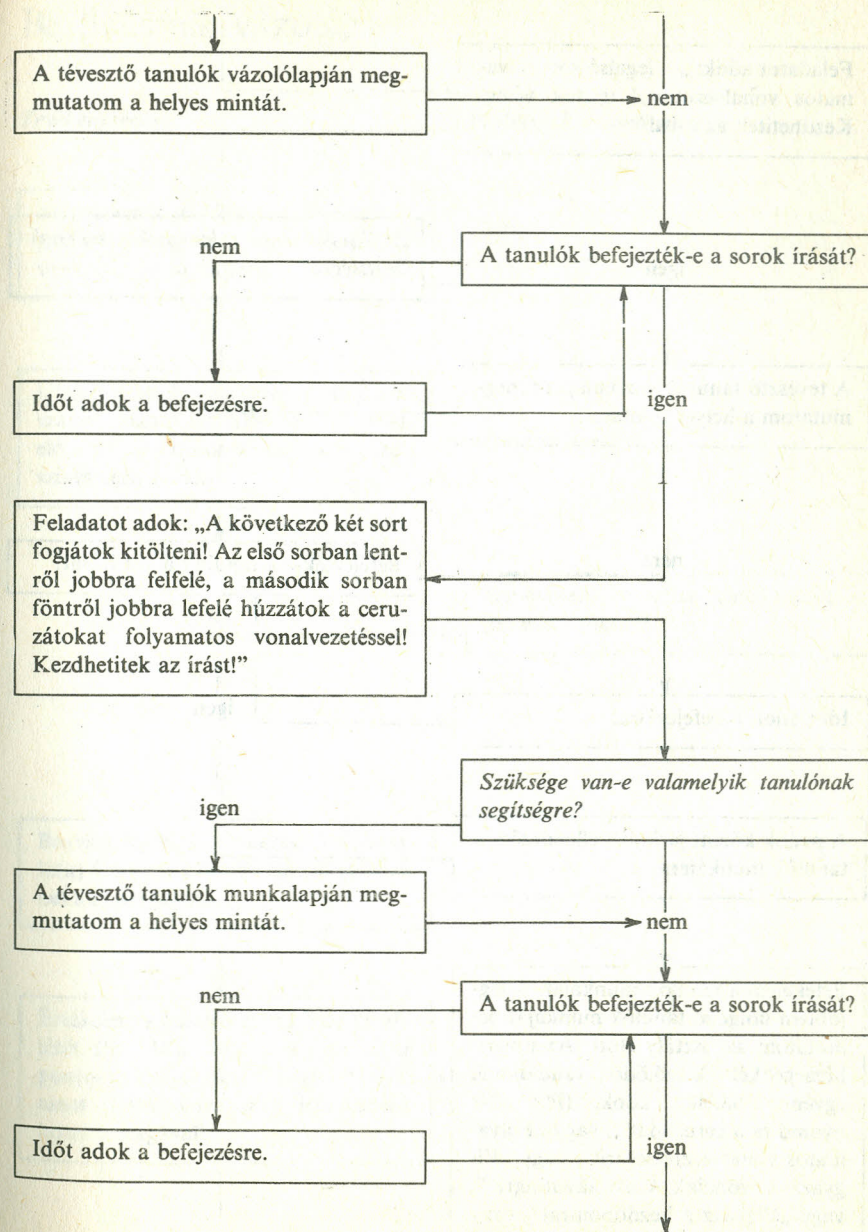 A tévesztő tanulók vázolólapján meg-
mutatom a helyes mintát.
nem
nem
A tanulók befejezték-e a sorok írását?
Időt adok a befejezésre.
igen
Feladatot adok: „A következő két sort
fogjátok kitölteni! Az első sorban lent-
ről jobbra felfelé, a második sorban
föntről jobbra lefelé húzzátok a ceru-
zátokat folyamatos vonalvezetéssel!
Kezdhetitek az írást!”
Szüksége van-e valamelyik tanulónak
segítségre?
igen
A tévesztő tanulók munkalapján meg-
mutatom a helyes mintát.
nem
nem
A tanulók befejezték-e a sorok írását?
Időt adok a befejezésre.
igen